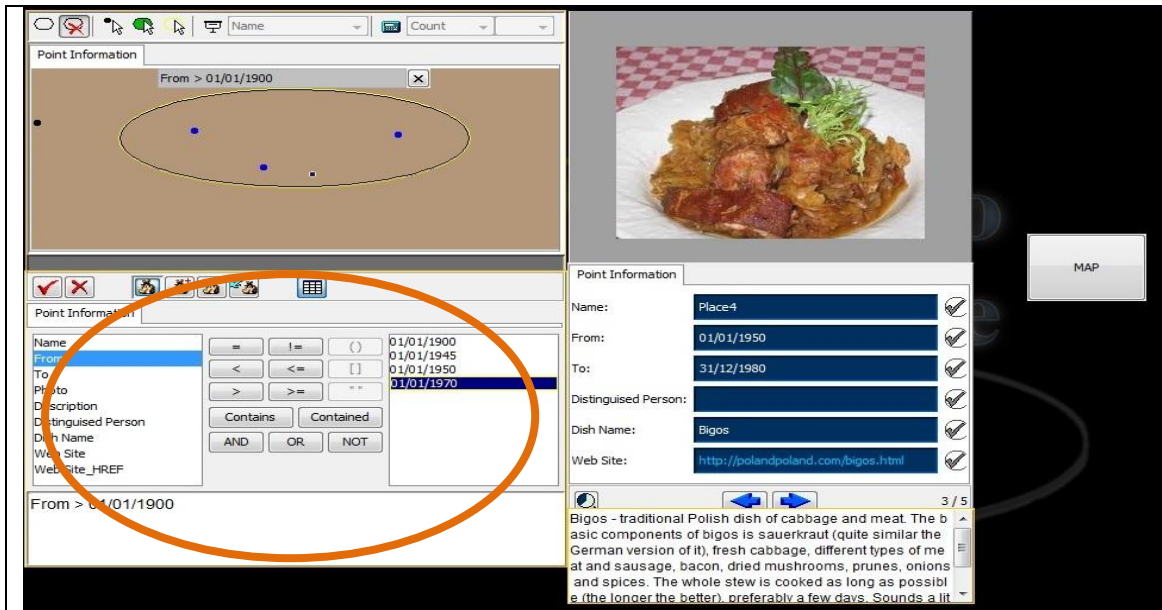 Name
Count
Point Information
From > 01/01/1900
Point Information
Name
From
To
Photo
Description
Distinguised Person
Dish Name
Web Site
Web Site_HREF
= != ()
< <= []
> >= " "
Contains Contained
AND OR NOT
01/01/1900
01/01/1945
01/01/1950
01/01/1970
From > 01/01/1900
Point Information
Name: Place4
From: 01/01/1950
To: 31/12/1980
Distinguised Person:
Dish Name: Bigos
Web Site: http://polandpoland.com/bigos.html
3 / 5
Bigos - traditional Polish dish of cabbage and meat. The b
asic components of bigos is sauerkraut (quite similar the
German version of it), fresh cabbage, different types of me
at and sausage, bacon, dried mushrooms, prunes, onions
and spices. The whole stew is cooked as long as possibl
e (the longer the better), preferably a few days. Sounds a lit
MAP